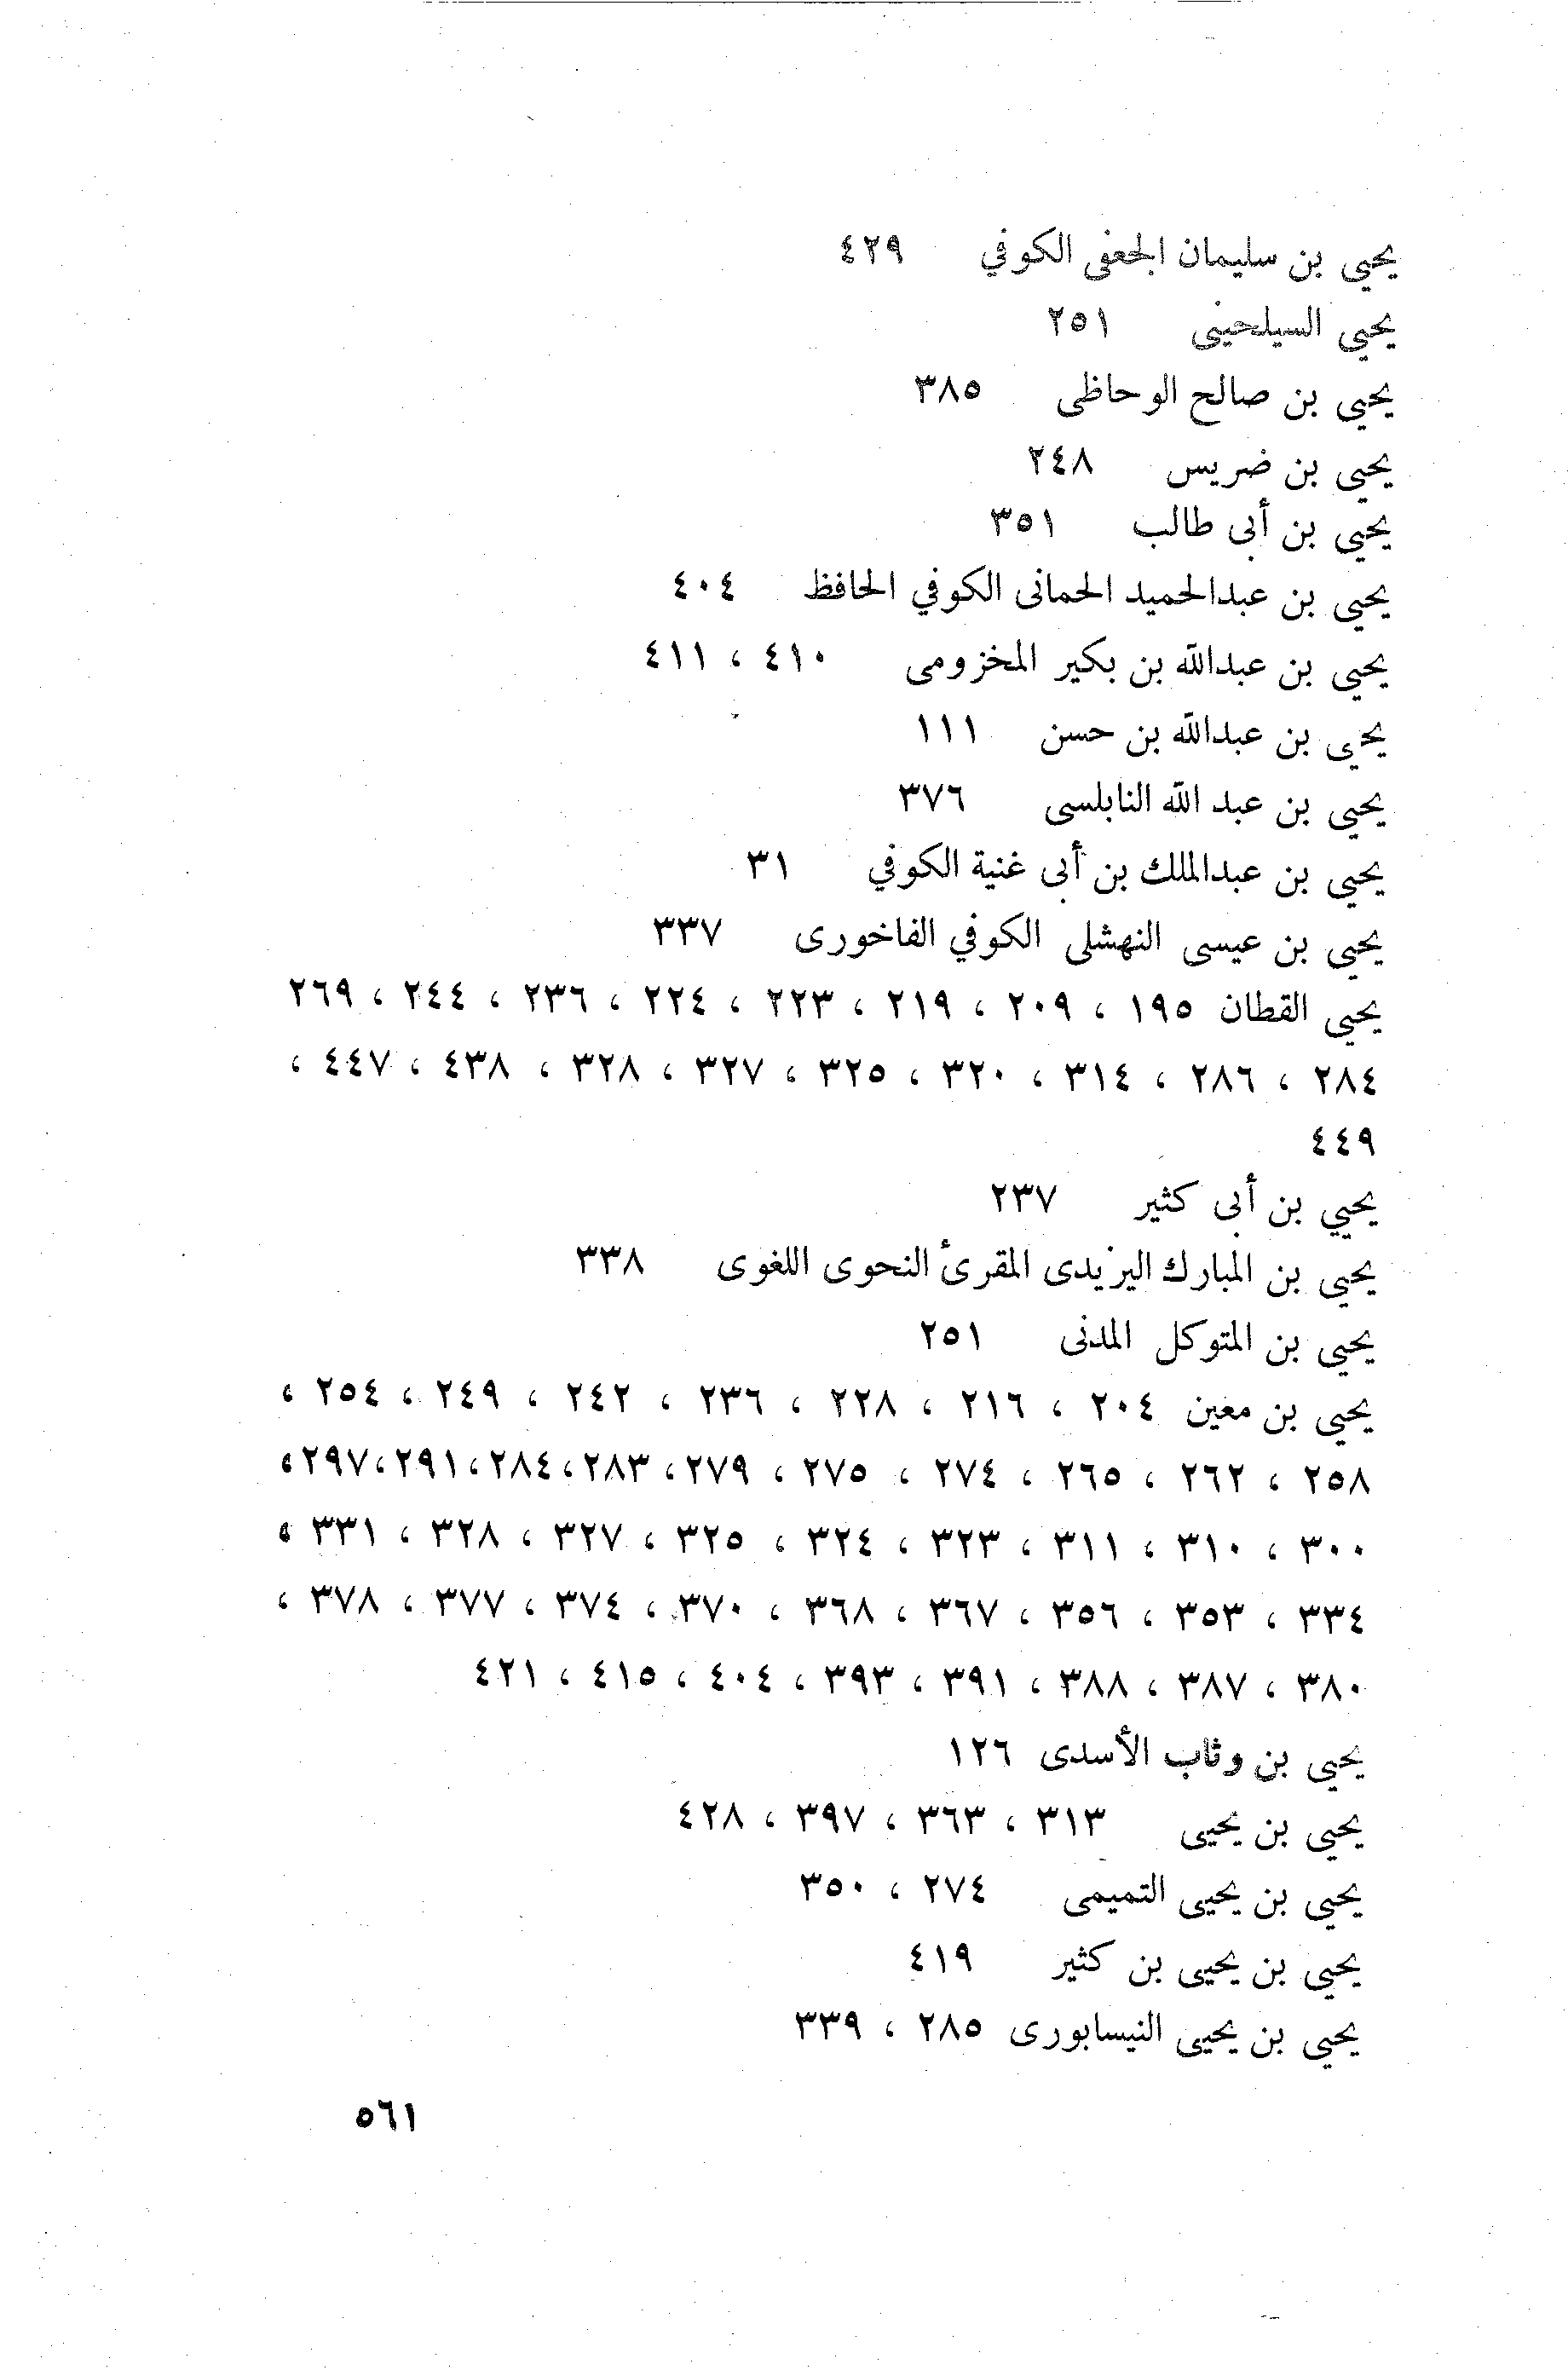 يحيى بن سليمان الجعفى الكوفي ٤٢٩
يحيى السيلحينى ٢٥١
يحيى بن صالح الوحاظى ٣٨٥
يحيى بن ضريس ٢٤٨
يحيى بن أبى طالب ٣٥١
يحيى بن عبدالحميد الحمانى الكوفي الحافظ ٤٠٤
يحيى بن عبدالله بن بكير المخزومى ٤١٠ ، ٤١١
يحيى بن عبدالله بن حسن ١١١
يحيى بن عبد الله النابلسى ٣٧٦
يحيى بن عبدالملك بن أبى غنية الكوفي ٣١
يحيى بن عيسى النهشلى الكوفي الفاخورى ٣٣٧
يحيى القطان ١٩٥ ، ٢٠٩ ، ٢١٩ ، ٢٢٣ ، ٢٢٤ ، ٢٣٦ ، ٢٤٤ ، ٢٦٩
٢٨٤ ، ٢٨٦ ، ٣١٤ ، ٣٢٠ ، ٣٢٥ ، ٣٢٧ ، ٣٢٨ ، ٤٣٨ ، ٤٤٧ ،
٤٤٩
يحيي بن أبى كثير ٢٣٧
يحيى بن المبارك اليزيدى المقرئ النحوى اللغوى ٣٣٨
يحيى بن المتوكل المدنى ٢٥١
يحيى بن معين ٢٠٤ ، ٢١٦ ، ٢٢٨ ، ٢٣٦ ، ٢٤٢ ، ٢٤٩ ، ٢٥٤ ،
٢٥٨ ، ٢٦٢ ، ٢٦٥ ، ٢٧٤ ، ٢٧٥ ، ٢٧٩ ،٢٨٣،٢٨٤،٢٩١،٢٩٧،
٣٠٠ ، ٣١٠ ، ٣١١ ، ٣٢٣ ، ٣٢٤ ، ٣٢٥ ، ٣٢٧ ، ٣٢٨ ، ٣٣١ ،
٣٣٤ ، ٣٥٣ ، ٣٥٦ ، ٣٦٧ ، ٣٦٨ ، ٣٧٠ ، ٣٧٤ ، ٣٧٧ ، ٣٧٨ ،
٣٨٠ ، ٣٨٧ ، ٣٨٨ ، ٣٩١ ، ٣٩٣ ، ٤٠٤ ، ٤١٥ ، ٤٢١
يحيى بن وثاب الأسدى ١٢٦
يحيى بن يحيى ٣١٣ ، ٣٦٣ ، ٣٩٧ ، ٤٢٨
يحيى بن يحيى التميمى ٢٧٤ ، ٣٥٠
يحيى بن يحيى بن كثير ٤١٩
يحيى بن يحيى النيسابورى ٢٨٥ ، ٣٣٩
٥٦١